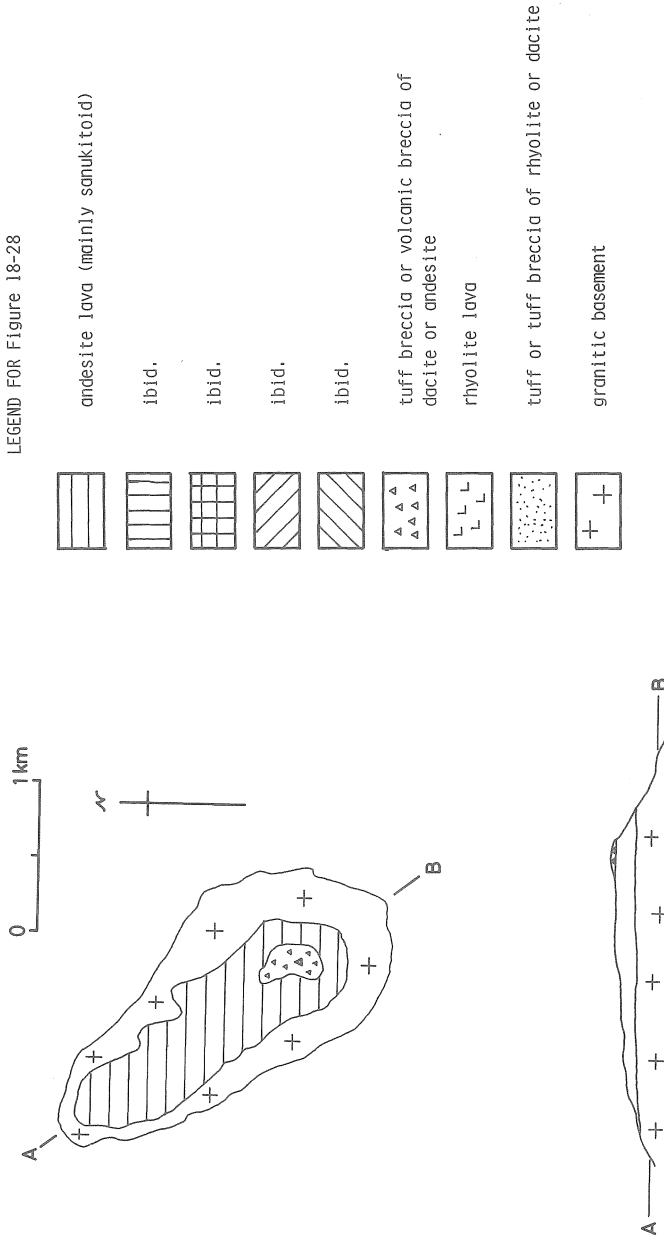 LEGEND FOR Figure 18-28
andesite lava (mainly sanukitoid)
ibid.
ibid.
ibid.
ibid.
tuff breccia or volcanic breccia of
dacite or andesite
rhyolite lava
tuff or tuff breccia of rhyolite or dacite
granitic basement
0
1km
N
A
B
A
B